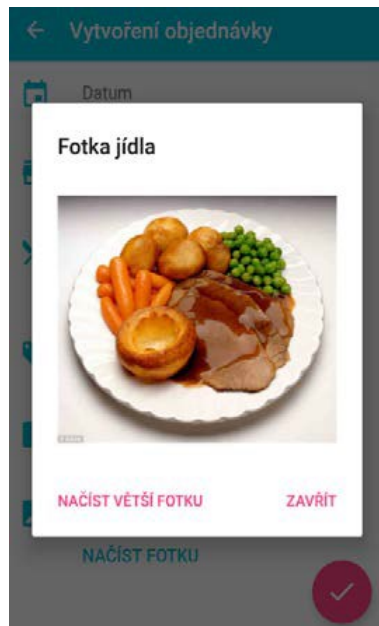 Vytvoření objednávky
Datum
Fotka jídla
NAČÍST VĚTŠÍ FOTKU
ZAVŘÍT
NAČÍST FOTKU